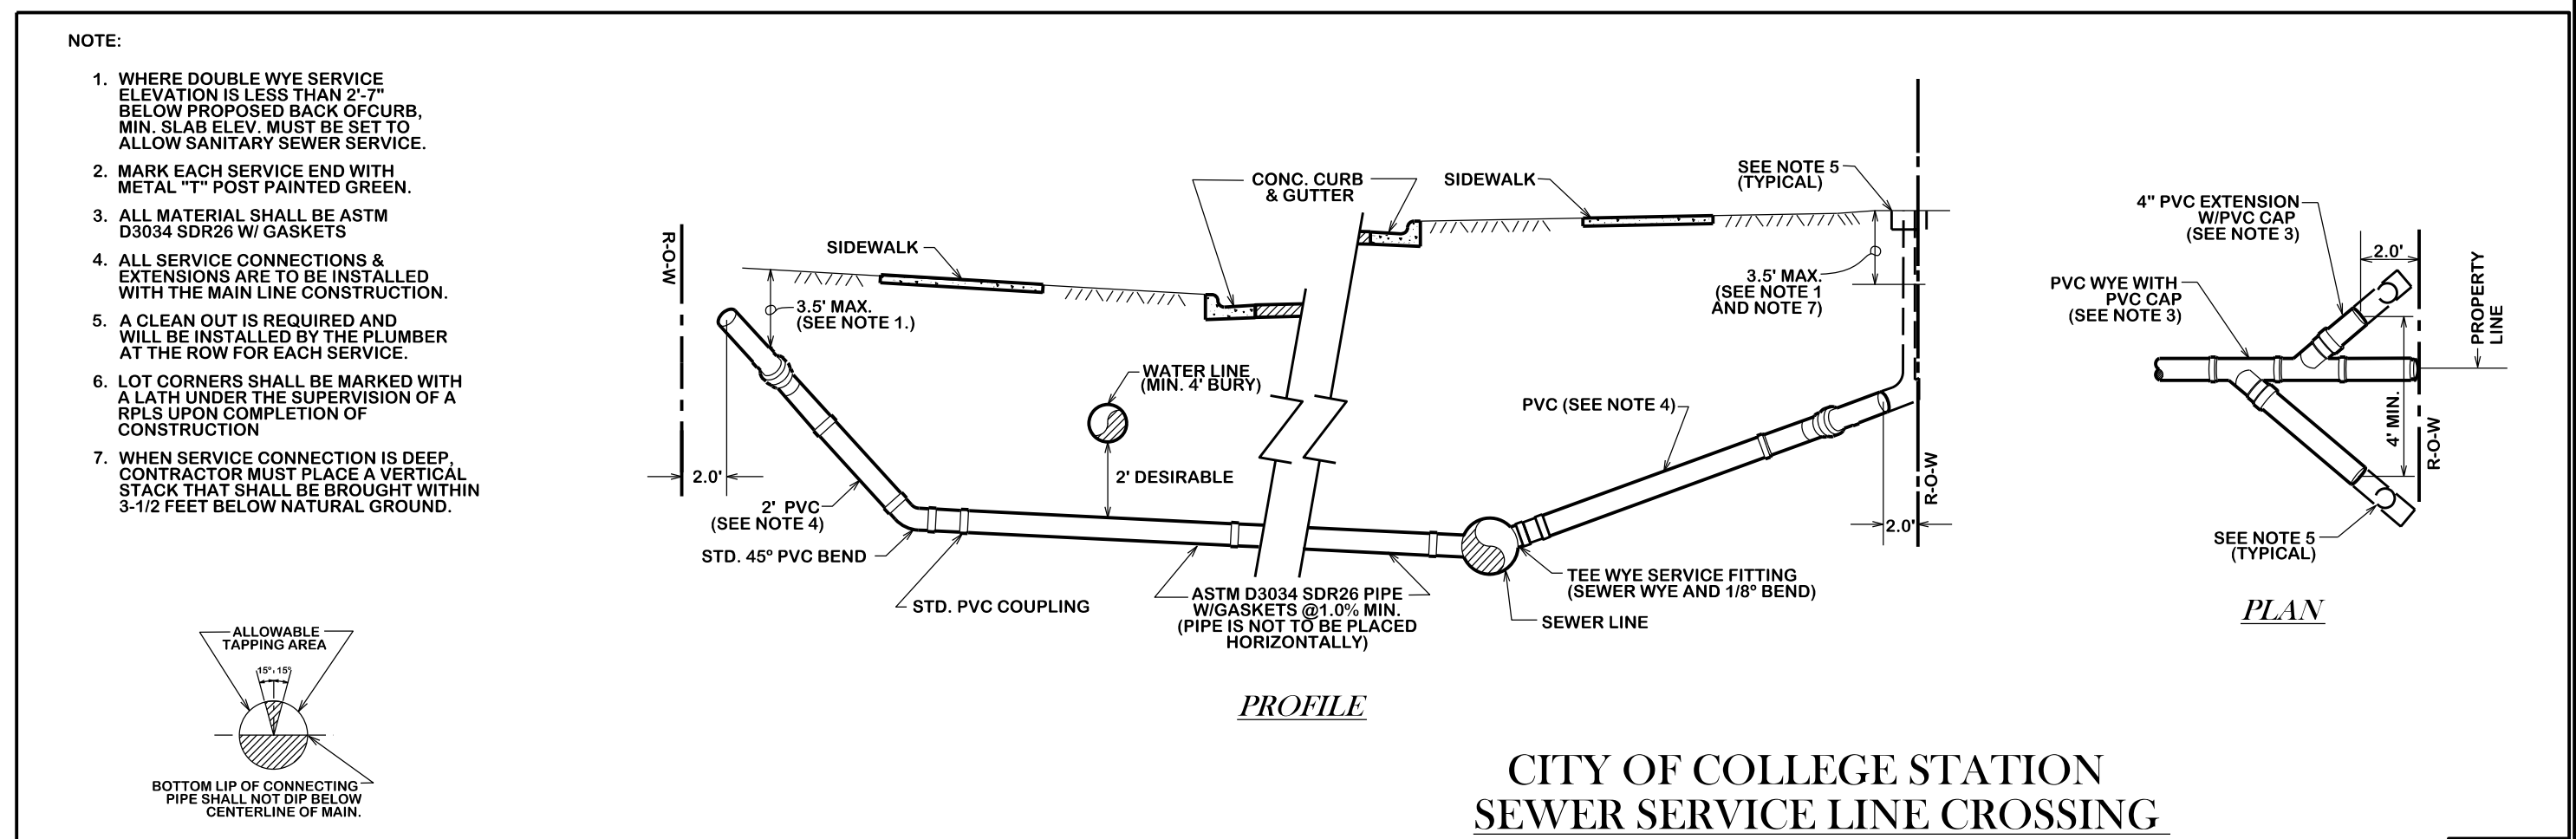 NOTE:
1. WHERE DOUBLE WYE SERVICE
ELEVATION IS LESS THAN 2'-7"
BELOW PROPOSED BACK OFCURB,
MIN. SLAB ELEV. MUST BE SET TO
ALLOW SANITARY SEWER SERVICE.
2. MARK EACH SERVICE END WITH
METAL "T" POST PAINTED GREEN.
3. ALL MATERIAL SHALL BE ASTM
D3034 SDR26 W/ GASKETS
4. ALL SERVICE CONNECTIONS &
EXTENSIONS ARE TO BE INSTALLED
WITH THE MAIN LINE CONSTRUCTION.
5. A CLEAN OUT IS REQUIRED AND
WILL BE INSTALLED BY THE PLUMBER
AT THE ROW FOR EACH SERVICE.
6. LOT CORNERS SHALL BE MARKED WITH
A LATH UNDER THE SUPERVISION OF A
RPLS UPON COMPLETION OF
CONSTRUCTION
7. WHEN SERVICE CONNECTION IS DEEP,
CONTRACTOR MUST PLACE A VERTICAL
STACK THAT SHALL BE BROUGHT WITHIN
3-1/2 FEET BELOW NATURAL GROUND.
ALLOWABLE
TAPPING AREA
15° 15°
BOTTOM LIP OF CONNECTING
PIPE SHALL NOT DIP BELOW
CENTERLINE OF MAIN.
R-O-W
SIDEWALK
3.5' MAX.
(SEE NOTE 1.)
2.0'
2' PVC
(SEE NOTE 4)
STD. 45° PVC BEND
STD. PVC COUPLING
WATER LINE
(MIN. 4' BURY)
2' DESIRABLE
CONC. CURB
& GUTTER
SIDEWALK
SEE NOTE 5
(TYPICAL)
3.5' MAX.
(SEE NOTE 1
AND NOTE 7)
PVC (SEE NOTE 4)
R-O-W
2.0'
TEE WYE SERVICE FITTING
(SEWER WYE AND 1/8° BEND)
SEWER LINE
ASTM D3034 SDR26 PIPE
W/GASKETS @1.0% MIN.
(PIPE IS NOT TO BE PLACED
HORIZONTALLY)
PROFILE
4" PVC EXTENSION
W/PVC CAP
(SEE NOTE 3)
2.0'
PVC WYE WITH
PVC CAP
(SEE NOTE 3)
PROPERTY
LINE
4' MIN.
R-O-W
SEE NOTE 5
(TYPICAL)
PLAN
CITY OF COLLEGE STATION
SEWER SERVICE LINE CROSSING